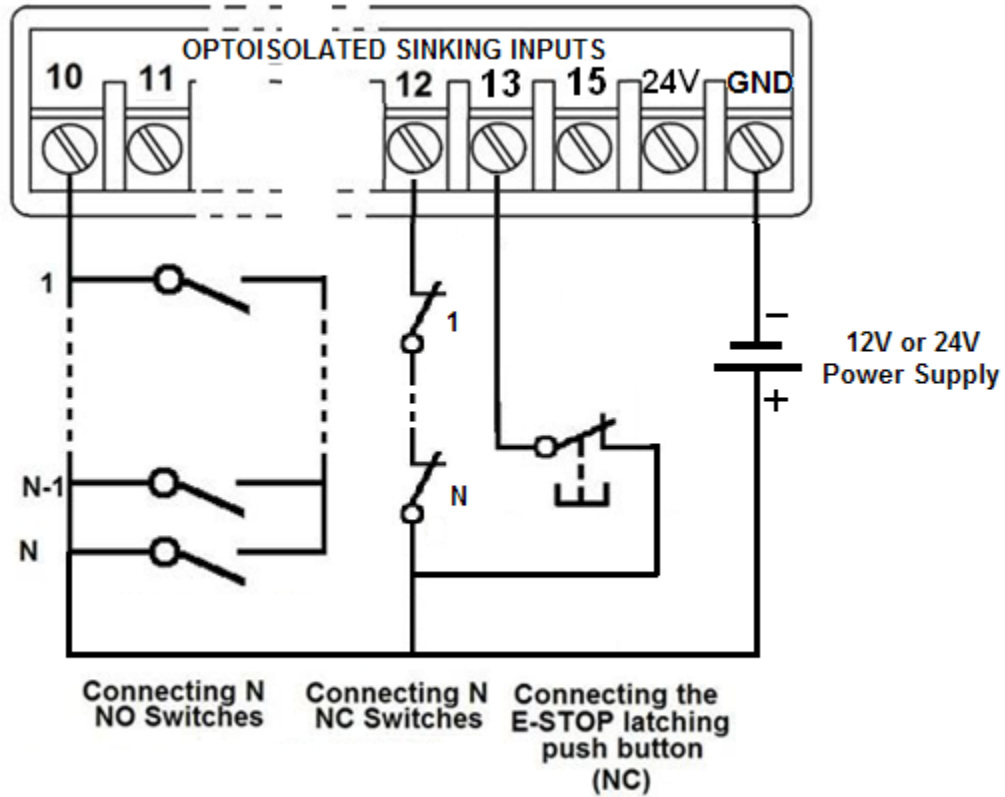 OPTOISOLATED SINKING INPUTS
10 11 12 13 15 24V GND
1
1
N-1
N
N
−
12V or 24V
Power Supply
+
Connecting N
NO Switches
Connecting N
NC Switches
Connecting the
E-STOP latching
push button
(NC)